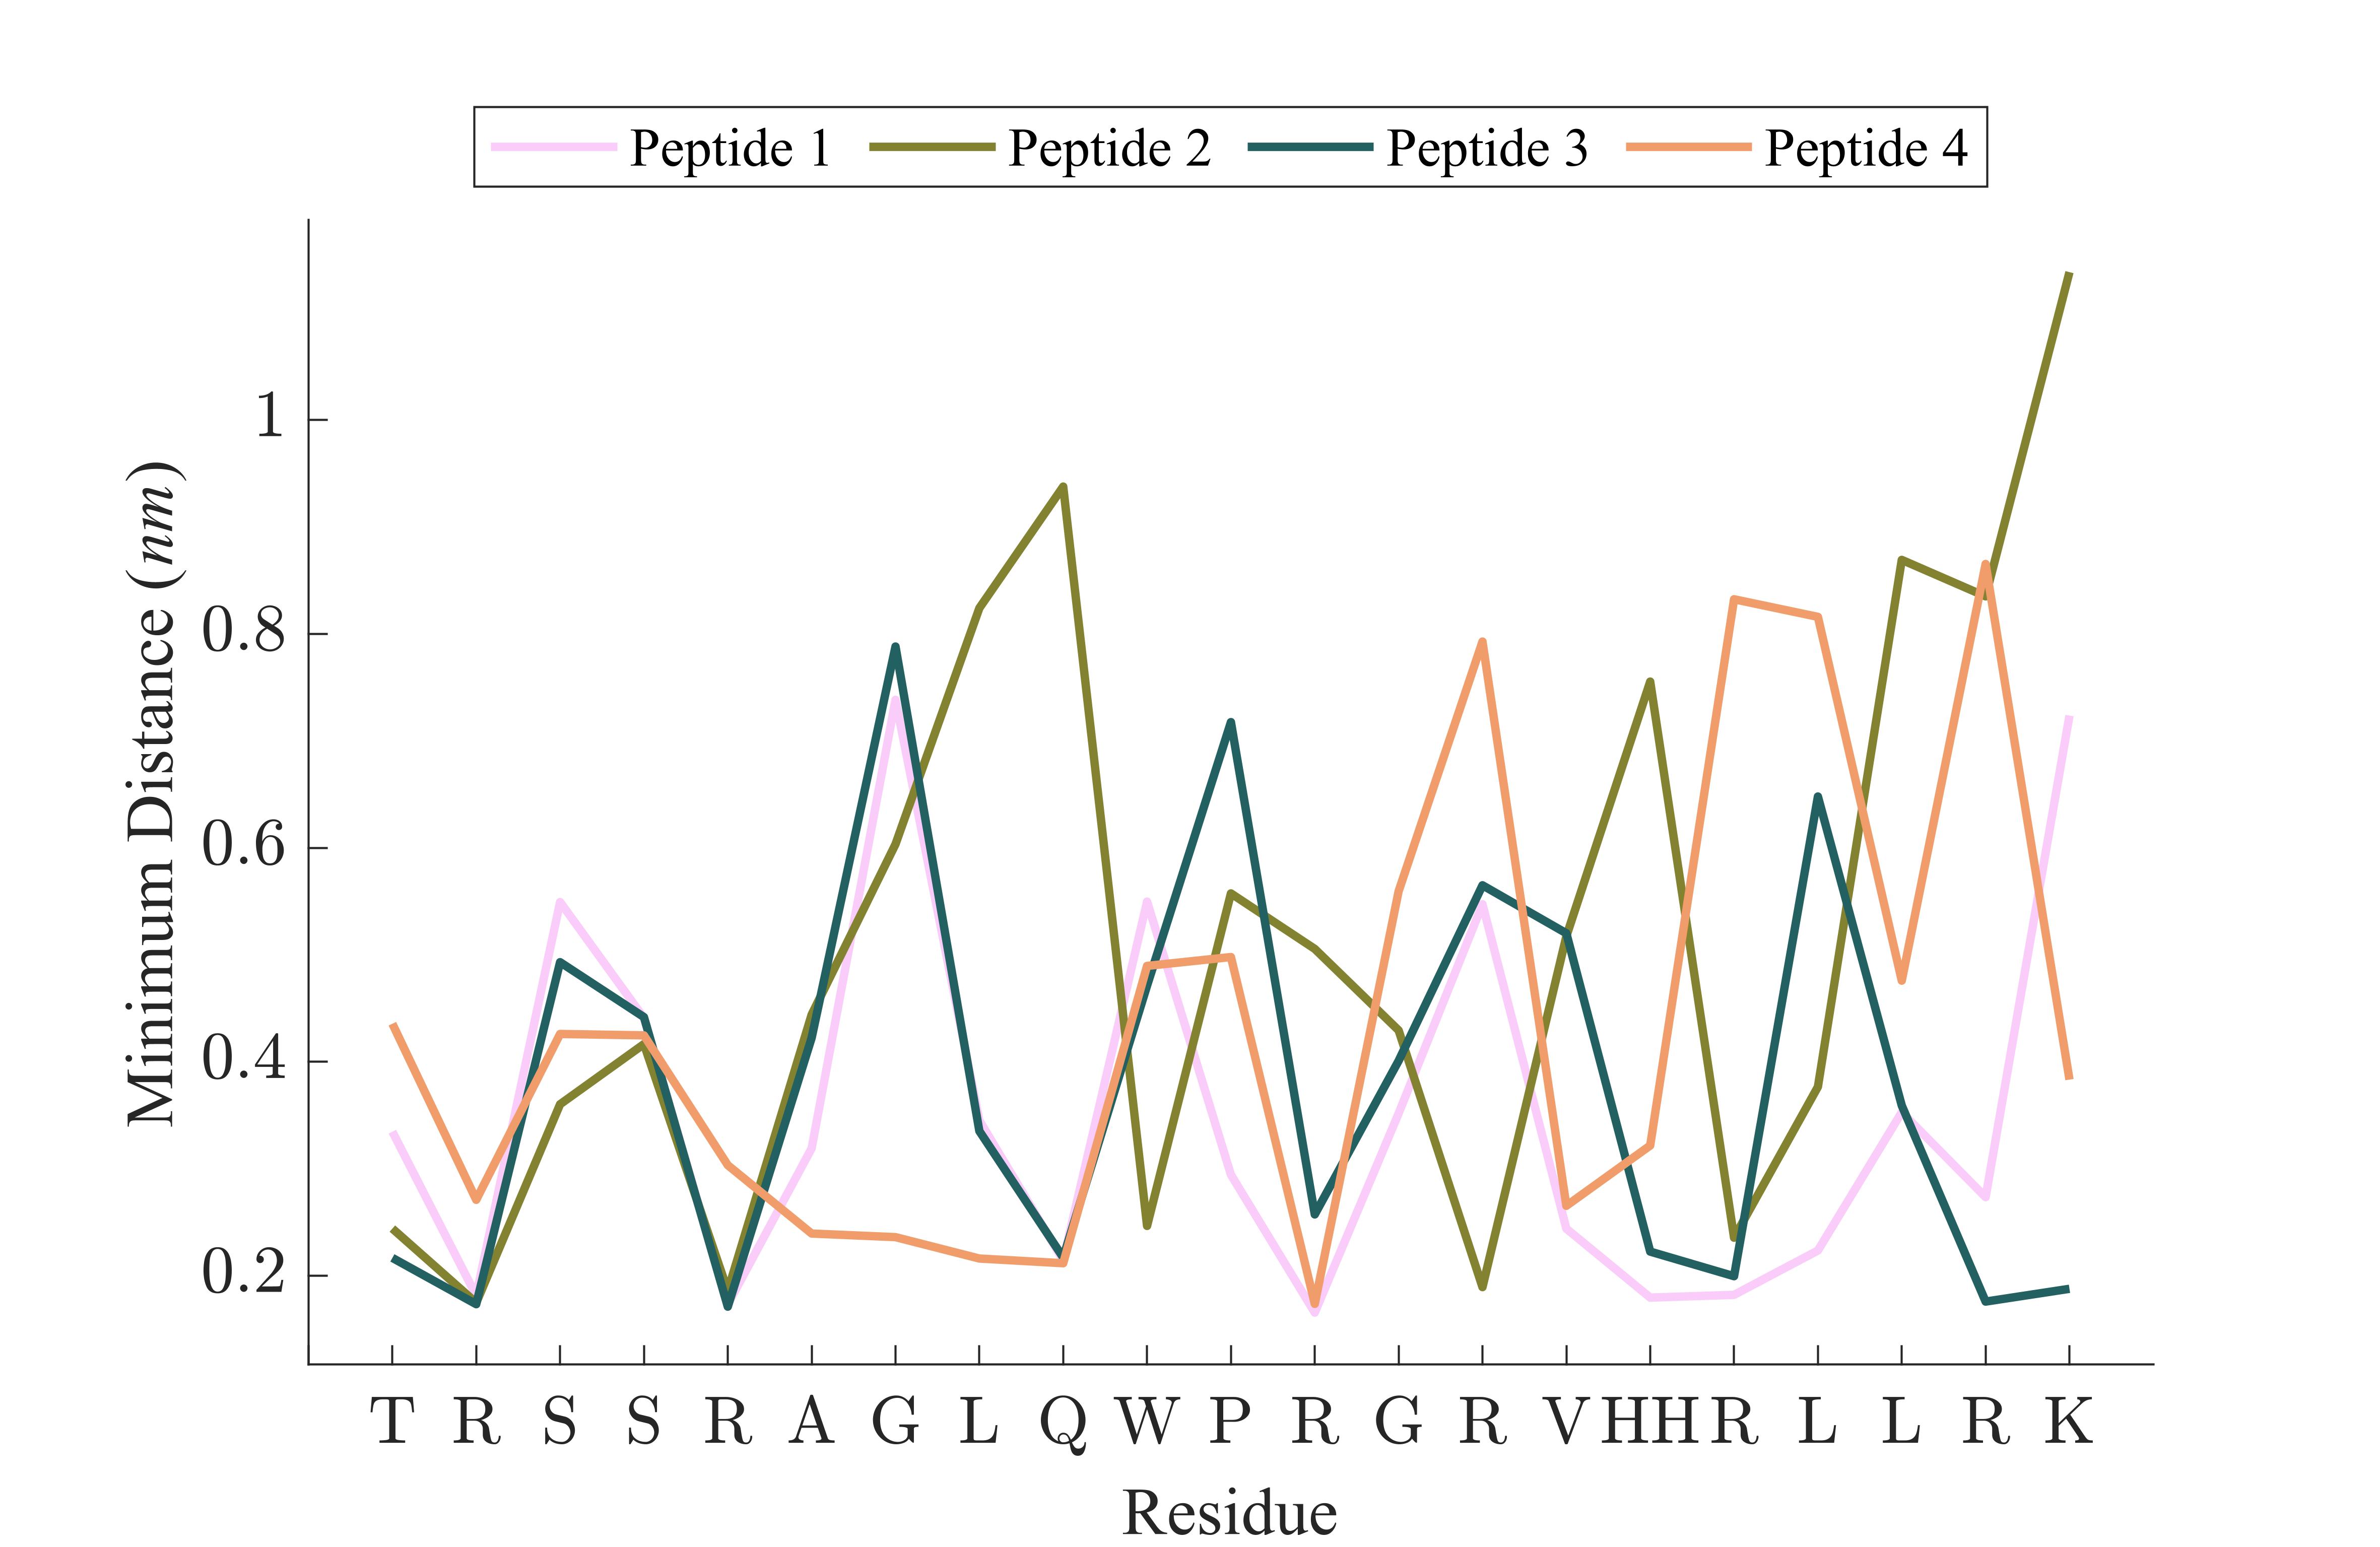 Peptide 1 Peptide 2 Peptide 3 Peptide 4
Minimum Distance (nm)
1
0.8
0.6
0.4
0.2
T R S S R A G L Q W P R G R V HH R L L R K
Residue